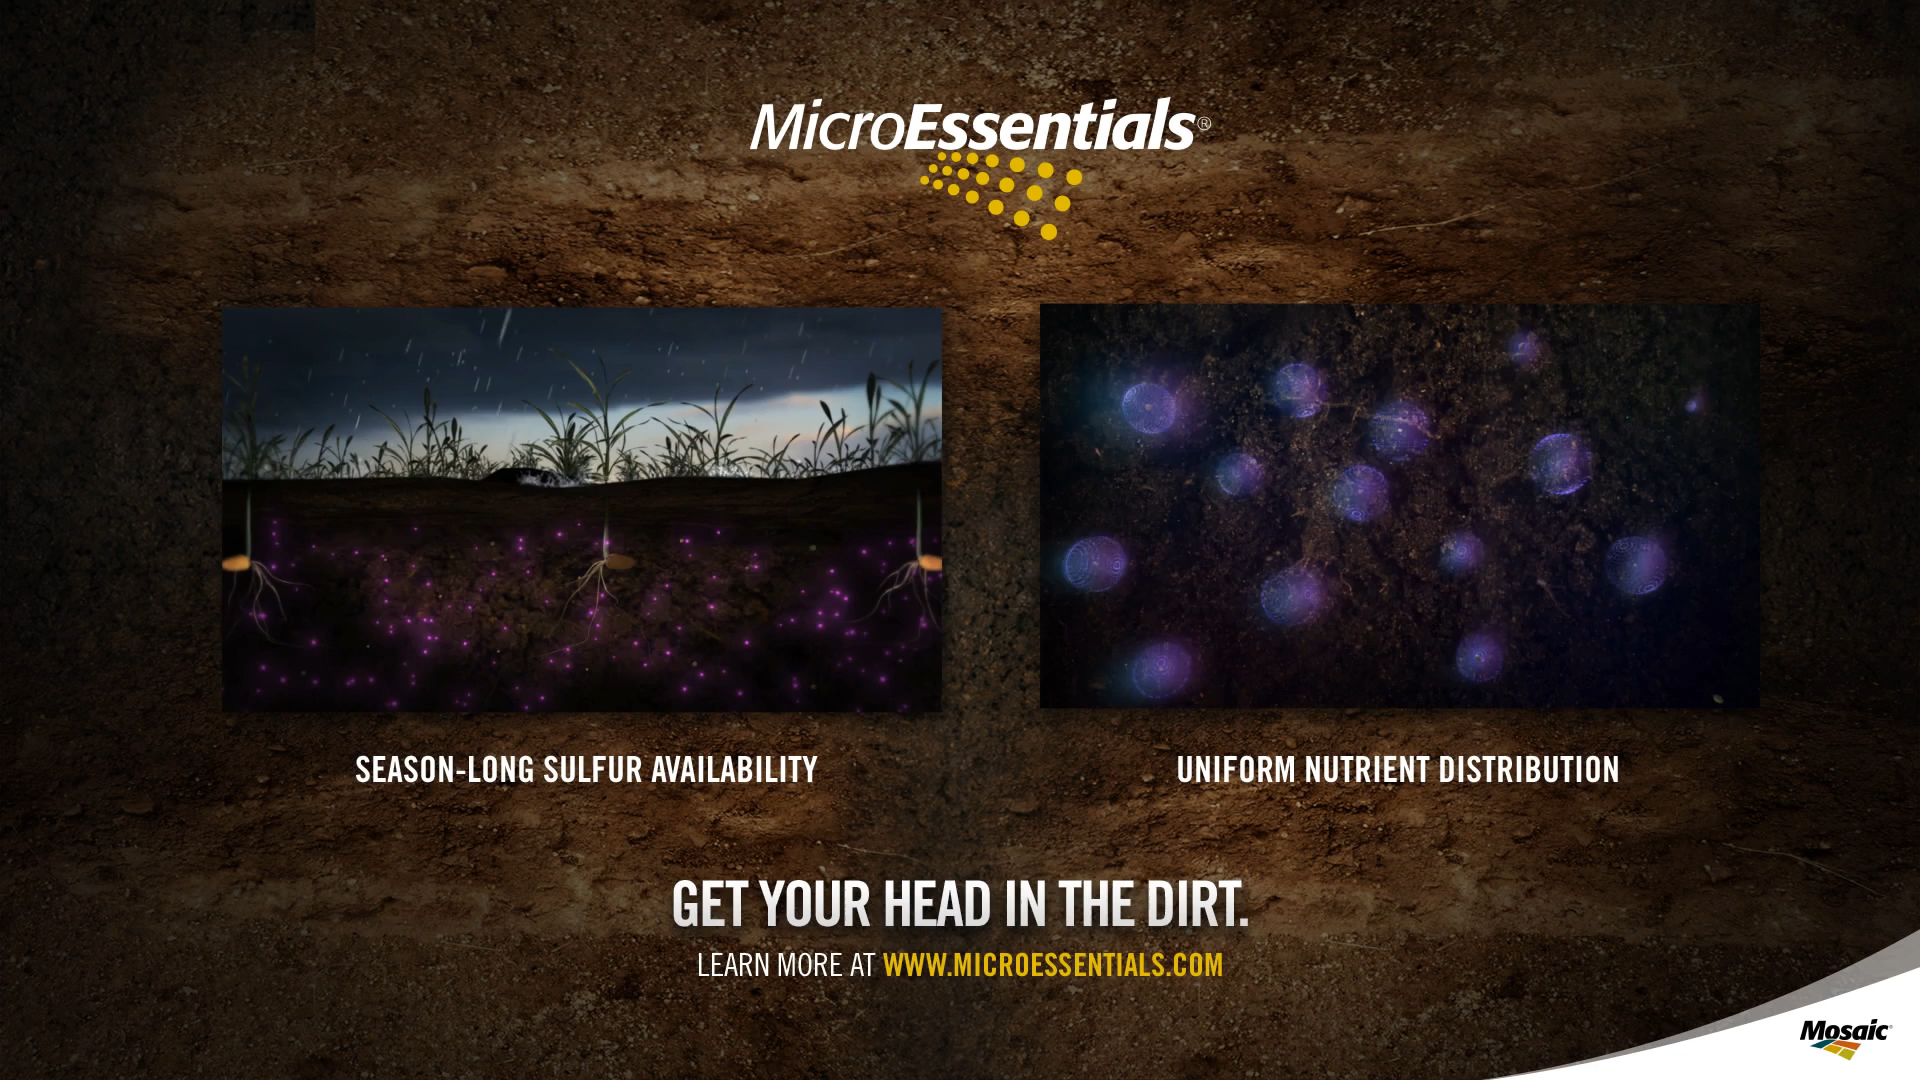 MicroEssentials®
SEASON-LONG SULFUR AVAILABILITY
UNIFORM NUTRIENT DISTRIBUTION
GET YOUR HEAD IN THE DIRT.
LEARN MORE AT WWW.MICROESSENTIALS.COM
Mosaic®